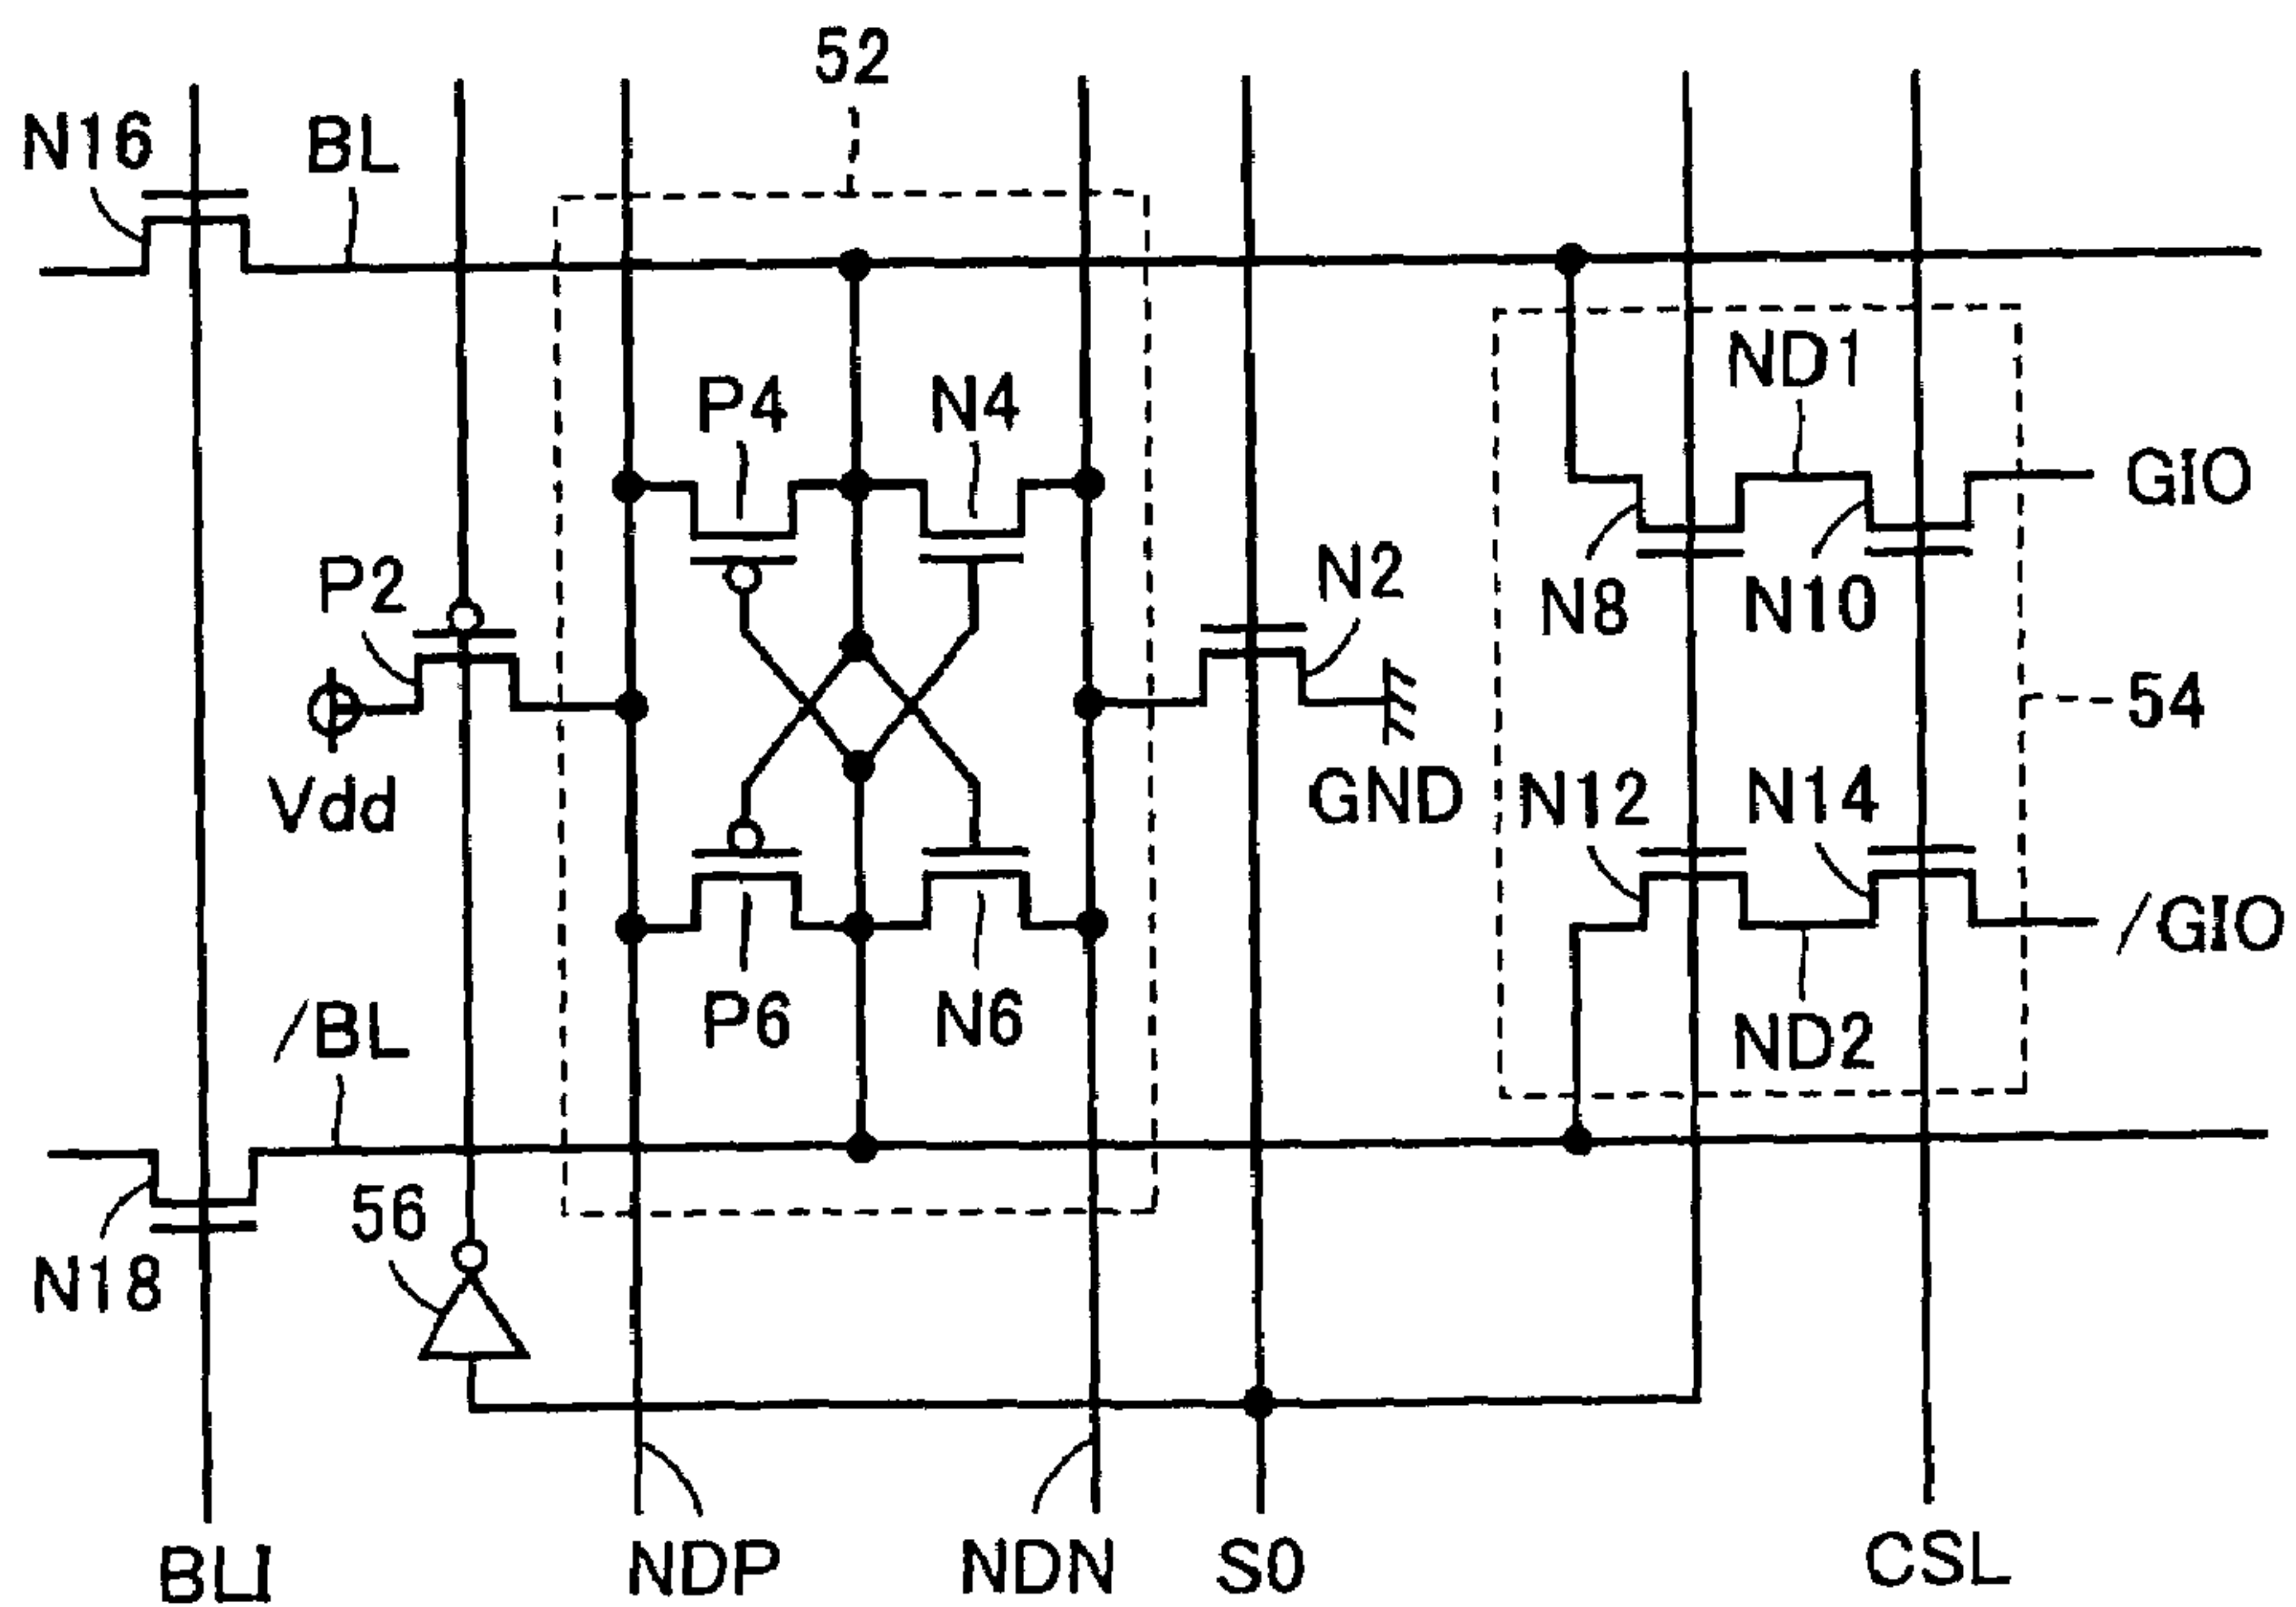 52
N16
BL
ND1
P4
N4
GIO
P2
N2
N8
N10
54
Vdd
GND
N12
N14
/GIO
P6
N6
/BL
ND2
56
N18
BLI
NDP
NDN
S0
CSL